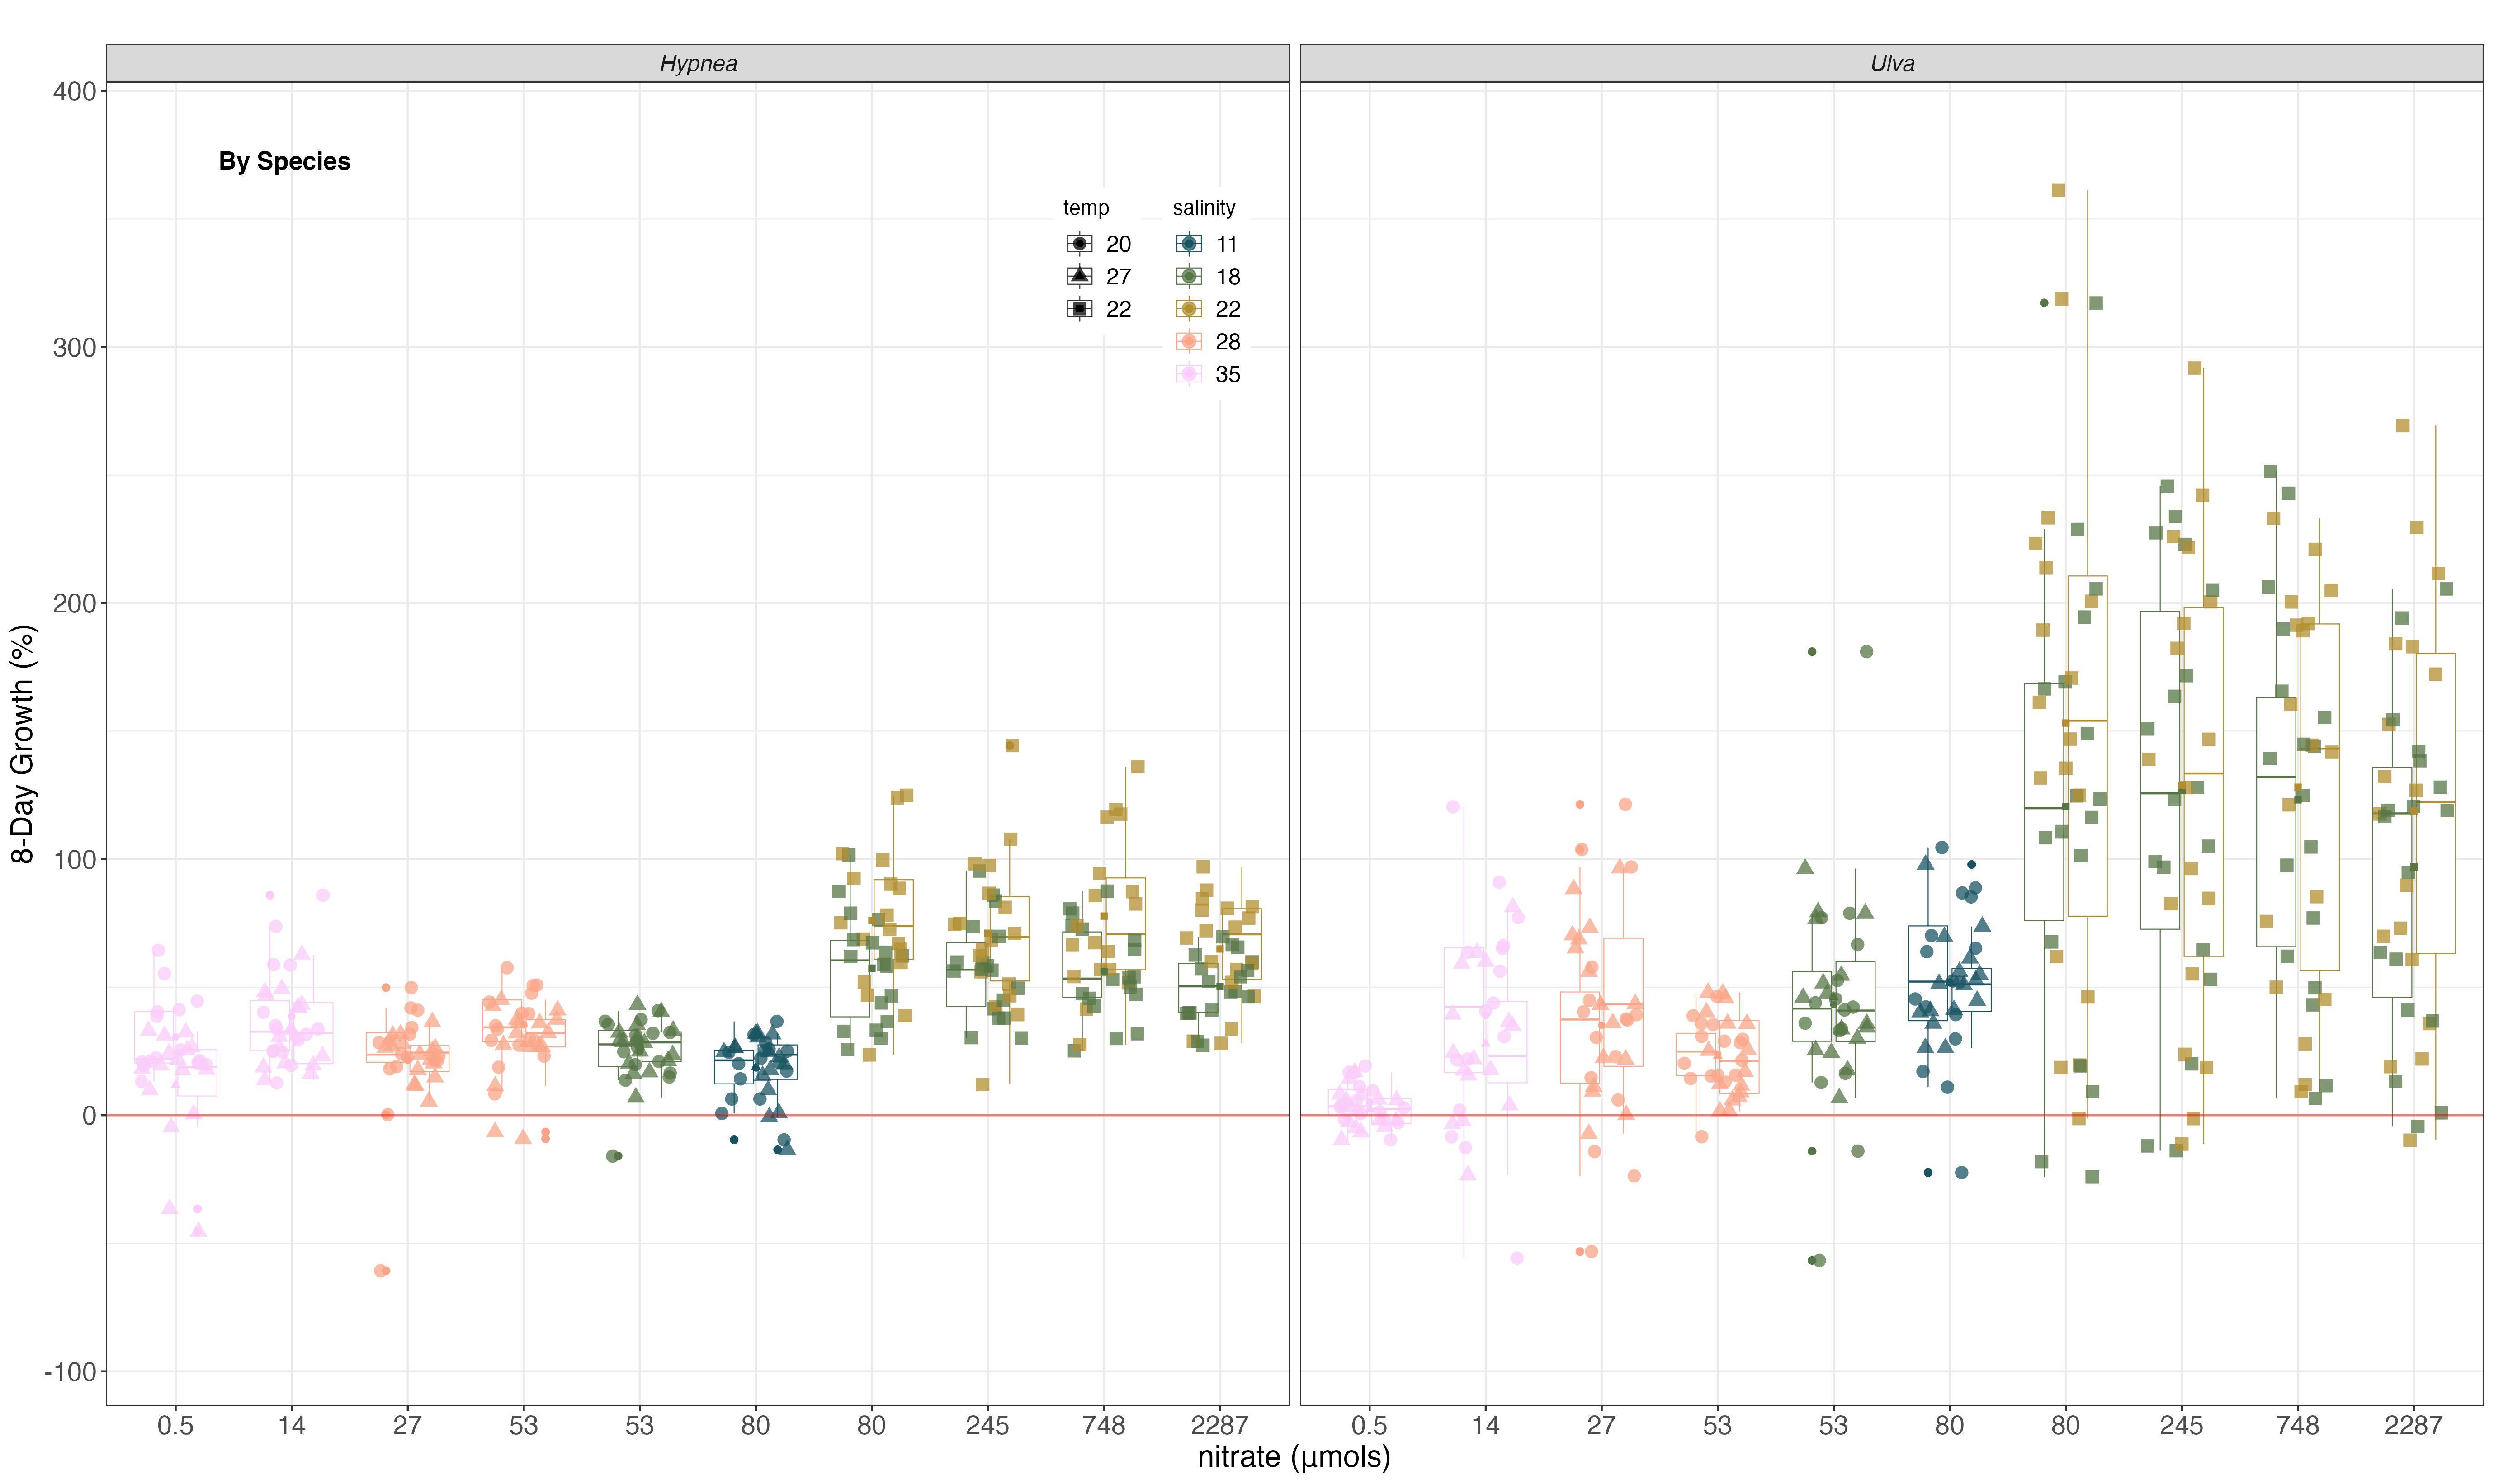 Hypnea
Ulva
400
300
200
100
0
-100
8-Day Growth (%)
By Species
temp
20
27
22
salinity
11
18
22
28
35
0.5 14 27 53 53 80 80 245 748 2287
0.5 14 27 53 53 80 80 245 748 2287
nitrate (μmols)